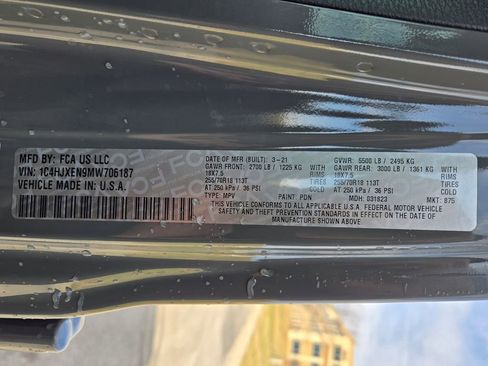 MFD BY: FCA US LLC
VIN: 1C4HJXEN9MW706187
VEHICLE MADE IN: U.S.A.
DATE OF MFR (BUILT): 3-21 GVWR: 5500 LB / 2495 KG
GAWR FRONT: 2700 LB / 1225 KG WITH GAWR REAR: 3000 LB / 1361 KG WITH
18X7.5 RIMS 18X7.5 RIMS
255/70R18 113T TIRES 255/70R18 113T TIRES
AT 250 kPa / 36 PSI COLD AT 250 kPa / 36 PSI COLD
TYPE: MPV PAINT: PDN MDH: 031823 MKT: 875
THIS VEHICLE CONFORMS TO ALL APPLICABLE U.S.A. FEDERAL MOTOR VEHICLE
SAFETY, BUMPER, AND THEFT PREVENTION STANDARDS IN EFFECT ON THE DATE OF
MANUFACTURE SHOWN ABOVE.